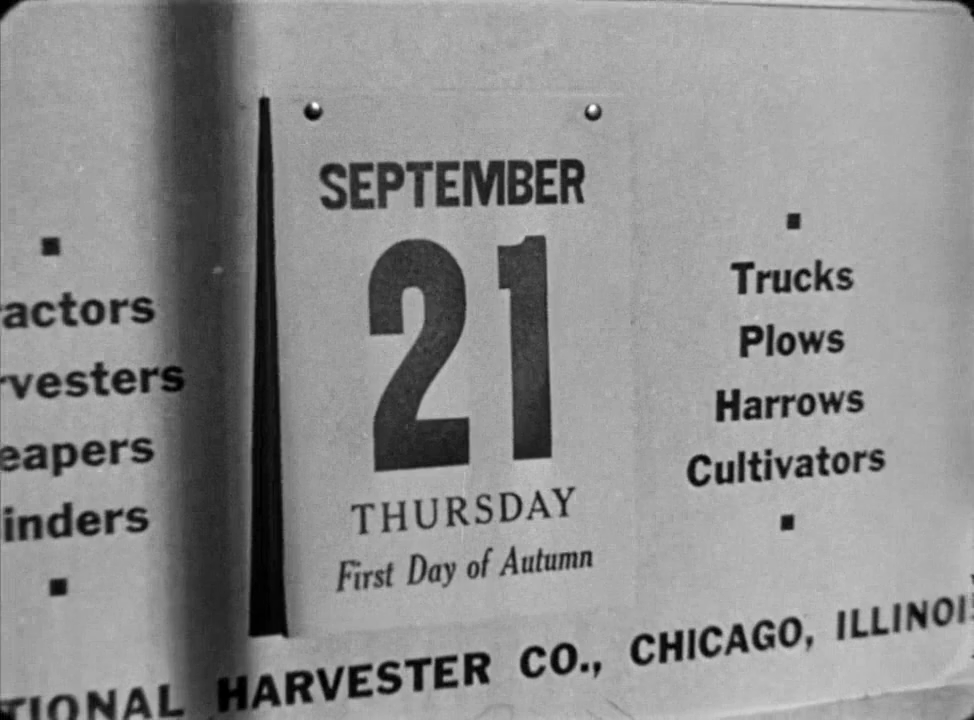 SEPTEMBER
21
THURSDAY
First Day of Autumn
actors
rvesters
eapers
inders
Trucks
Plows
Harrows
Cultivators
TIONAL HARVESTER CO., CHICAGO, ILLINOI